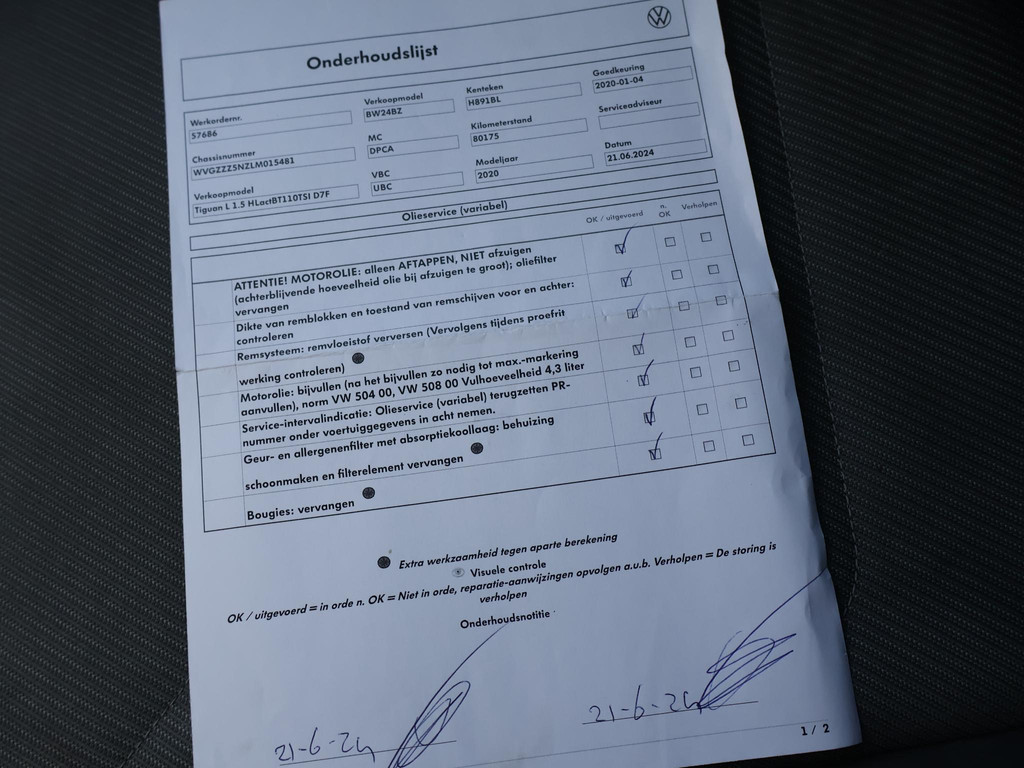 Onderhoudslijst
Werkordernr.
57686
Verkoopmodel
BW24BZ
Kenteken
H891BL
Goedkeuring
2020-01-04
Chassisnummer
WVGZZZ5NZLM015481
MC
DPCA
Kilometerstand
80175
Serviceadviseur
Verkoopmodel
Tiguan L 1.5 HLactBT110TSI D7F
VBC
UBC
Modeljaar
2020
Datum
21.06.2024
Olieservice (variabel)
OK / uitgevoerd
n. OK
Verholpen
ATTENTIE! MOTOROLIE: alleen AFTAPPEN, NIET afzuigen
(achterblijvende hoeveelheid olie bij afzuigen te groot); oliefilter
vervangen
Dikte van remblokken en toestand van remschijven voor en achter:
controleren
Remsysteem: remvloeistof verversen (Vervolgens tijdens proefrit
werking controleren)
Motorolie: bijvullen (na het bijvullen zo nodig tot max.-markering
aanvullen), norm VW 504 00, VW 508 00 Vulhoeveelheid 4,3 liter
Service-intervalindicatie: Olieservice (variabel) terugzetten PR-
nummer onder voertuiggegevens in acht nemen.
Geur- en allergenenfilter met absorptiekoollaag: behuizing
schoonmaken en filterelement vervangen
Bougies: vervangen
Extra werkzaamheid tegen aparte berekening
Visuele controle
OK / uitgevoerd = in orde n. OK = Niet in orde, reparatie-aanwijzingen opvolgen a.u.b. Verholpen = De storing is
verholpen
Onderhoudsnotitie
21-6-24
21-6-24
1 / 2